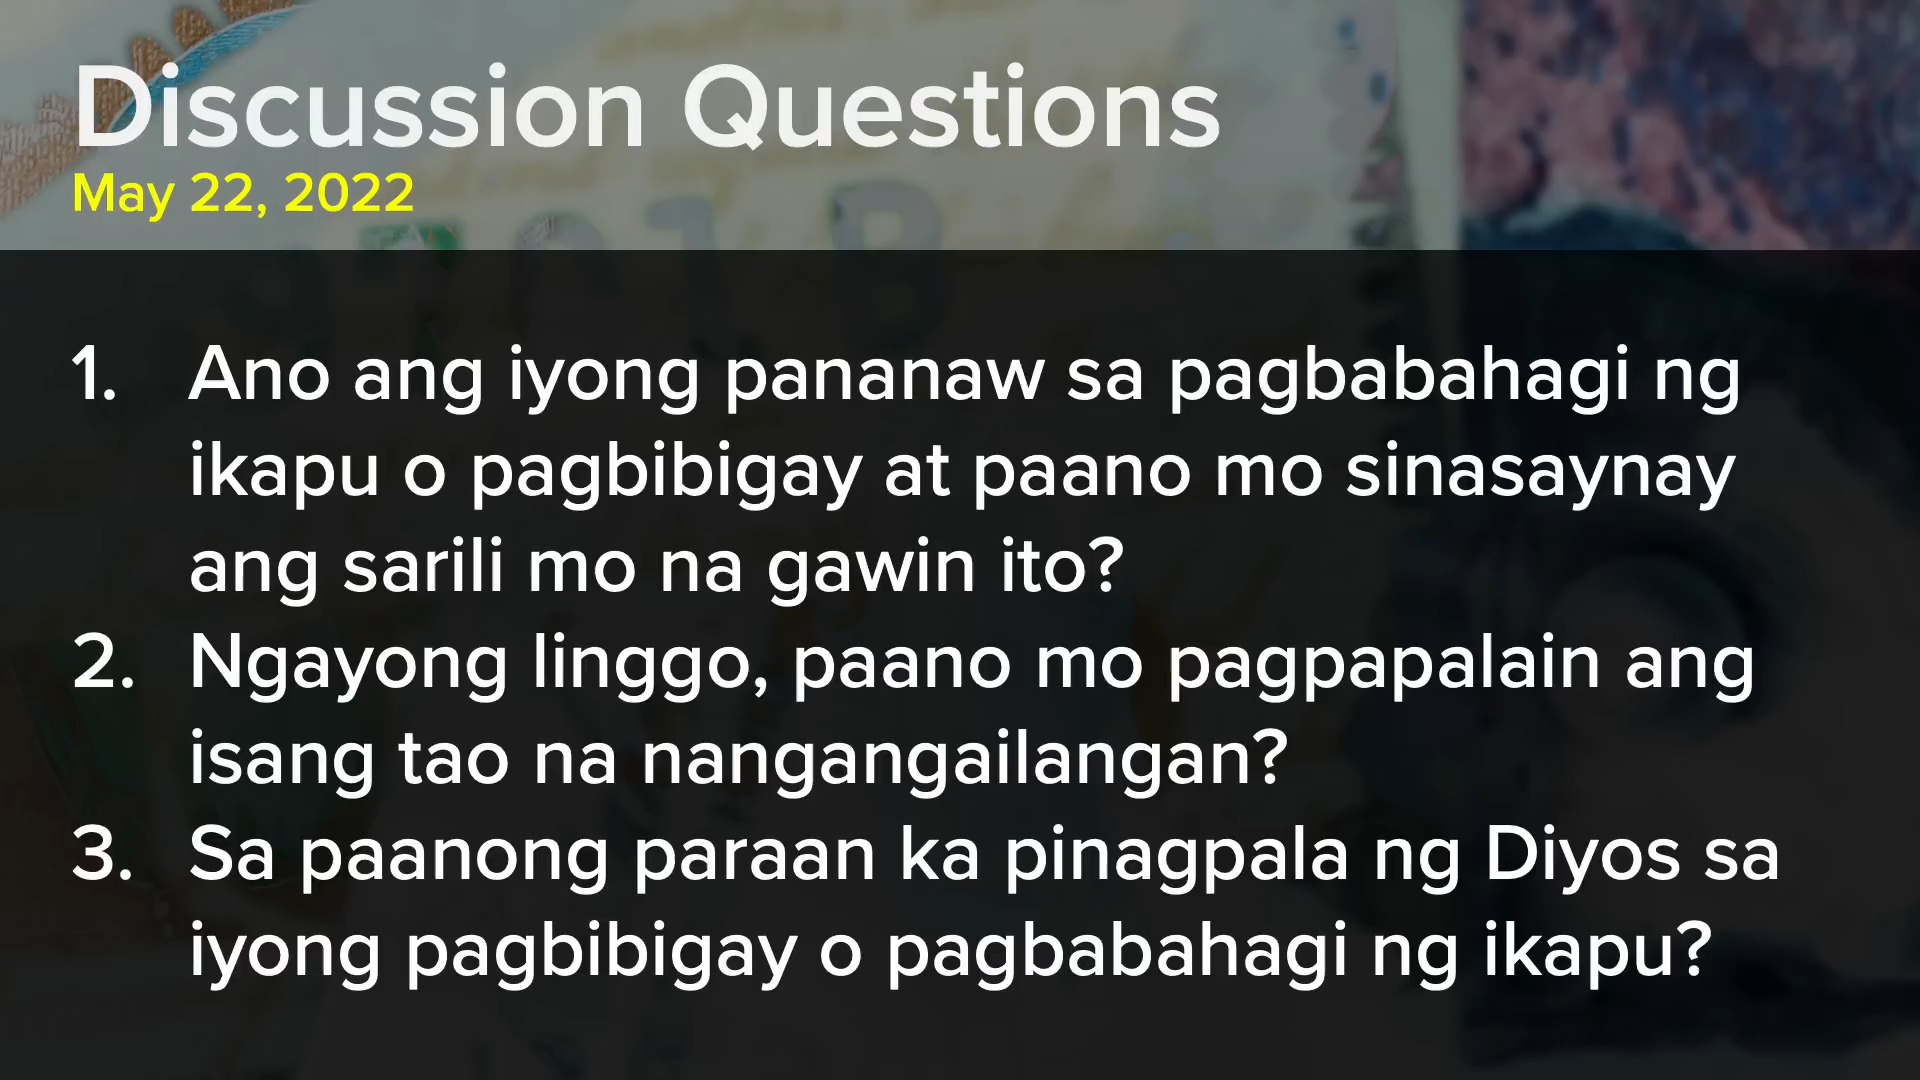 Discussion Questions
May 22, 2022
1. Ano ang iyong pananaw sa pagbabahagi ng
ikapu o pagbibigay at paano mo sinasaynay
ang sarili mo na gawin ito?
2. Ngayong linggo, paano mo pagpapalain ang
isang tao na nangangailangan?
3. Sa paanong paraan ka pinagpala ng Diyos sa
iyong pagbibigay o pagbabahagi ng ikapu?